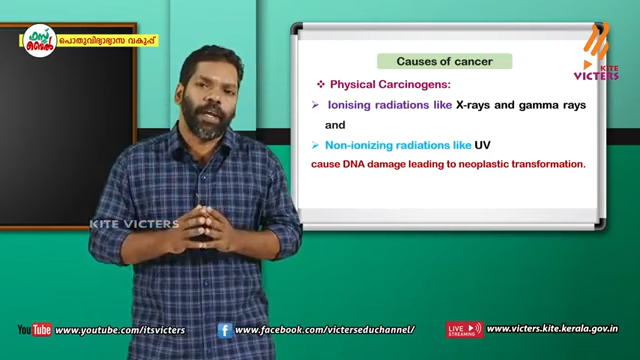 ഫസ്റ്റ്
ബെൽ
പൊതുവിദ്യാഭ്യാസ വകുപ്പ്
KITE
VICTERS
Causes of cancer
❖ Physical Carcinogens:
➢ Ionising radiations like X-rays and gamma rays
and
➢ Non-ionizing radiations like UV
cause DNA damage leading to neoplastic transformation.
KITE VICTERS
YouTube www.youtube.com/itsvicters
f www.facebook.com/victerseduchannel/
LIVE STREAMING www.victers.kite.kerala.gov.in